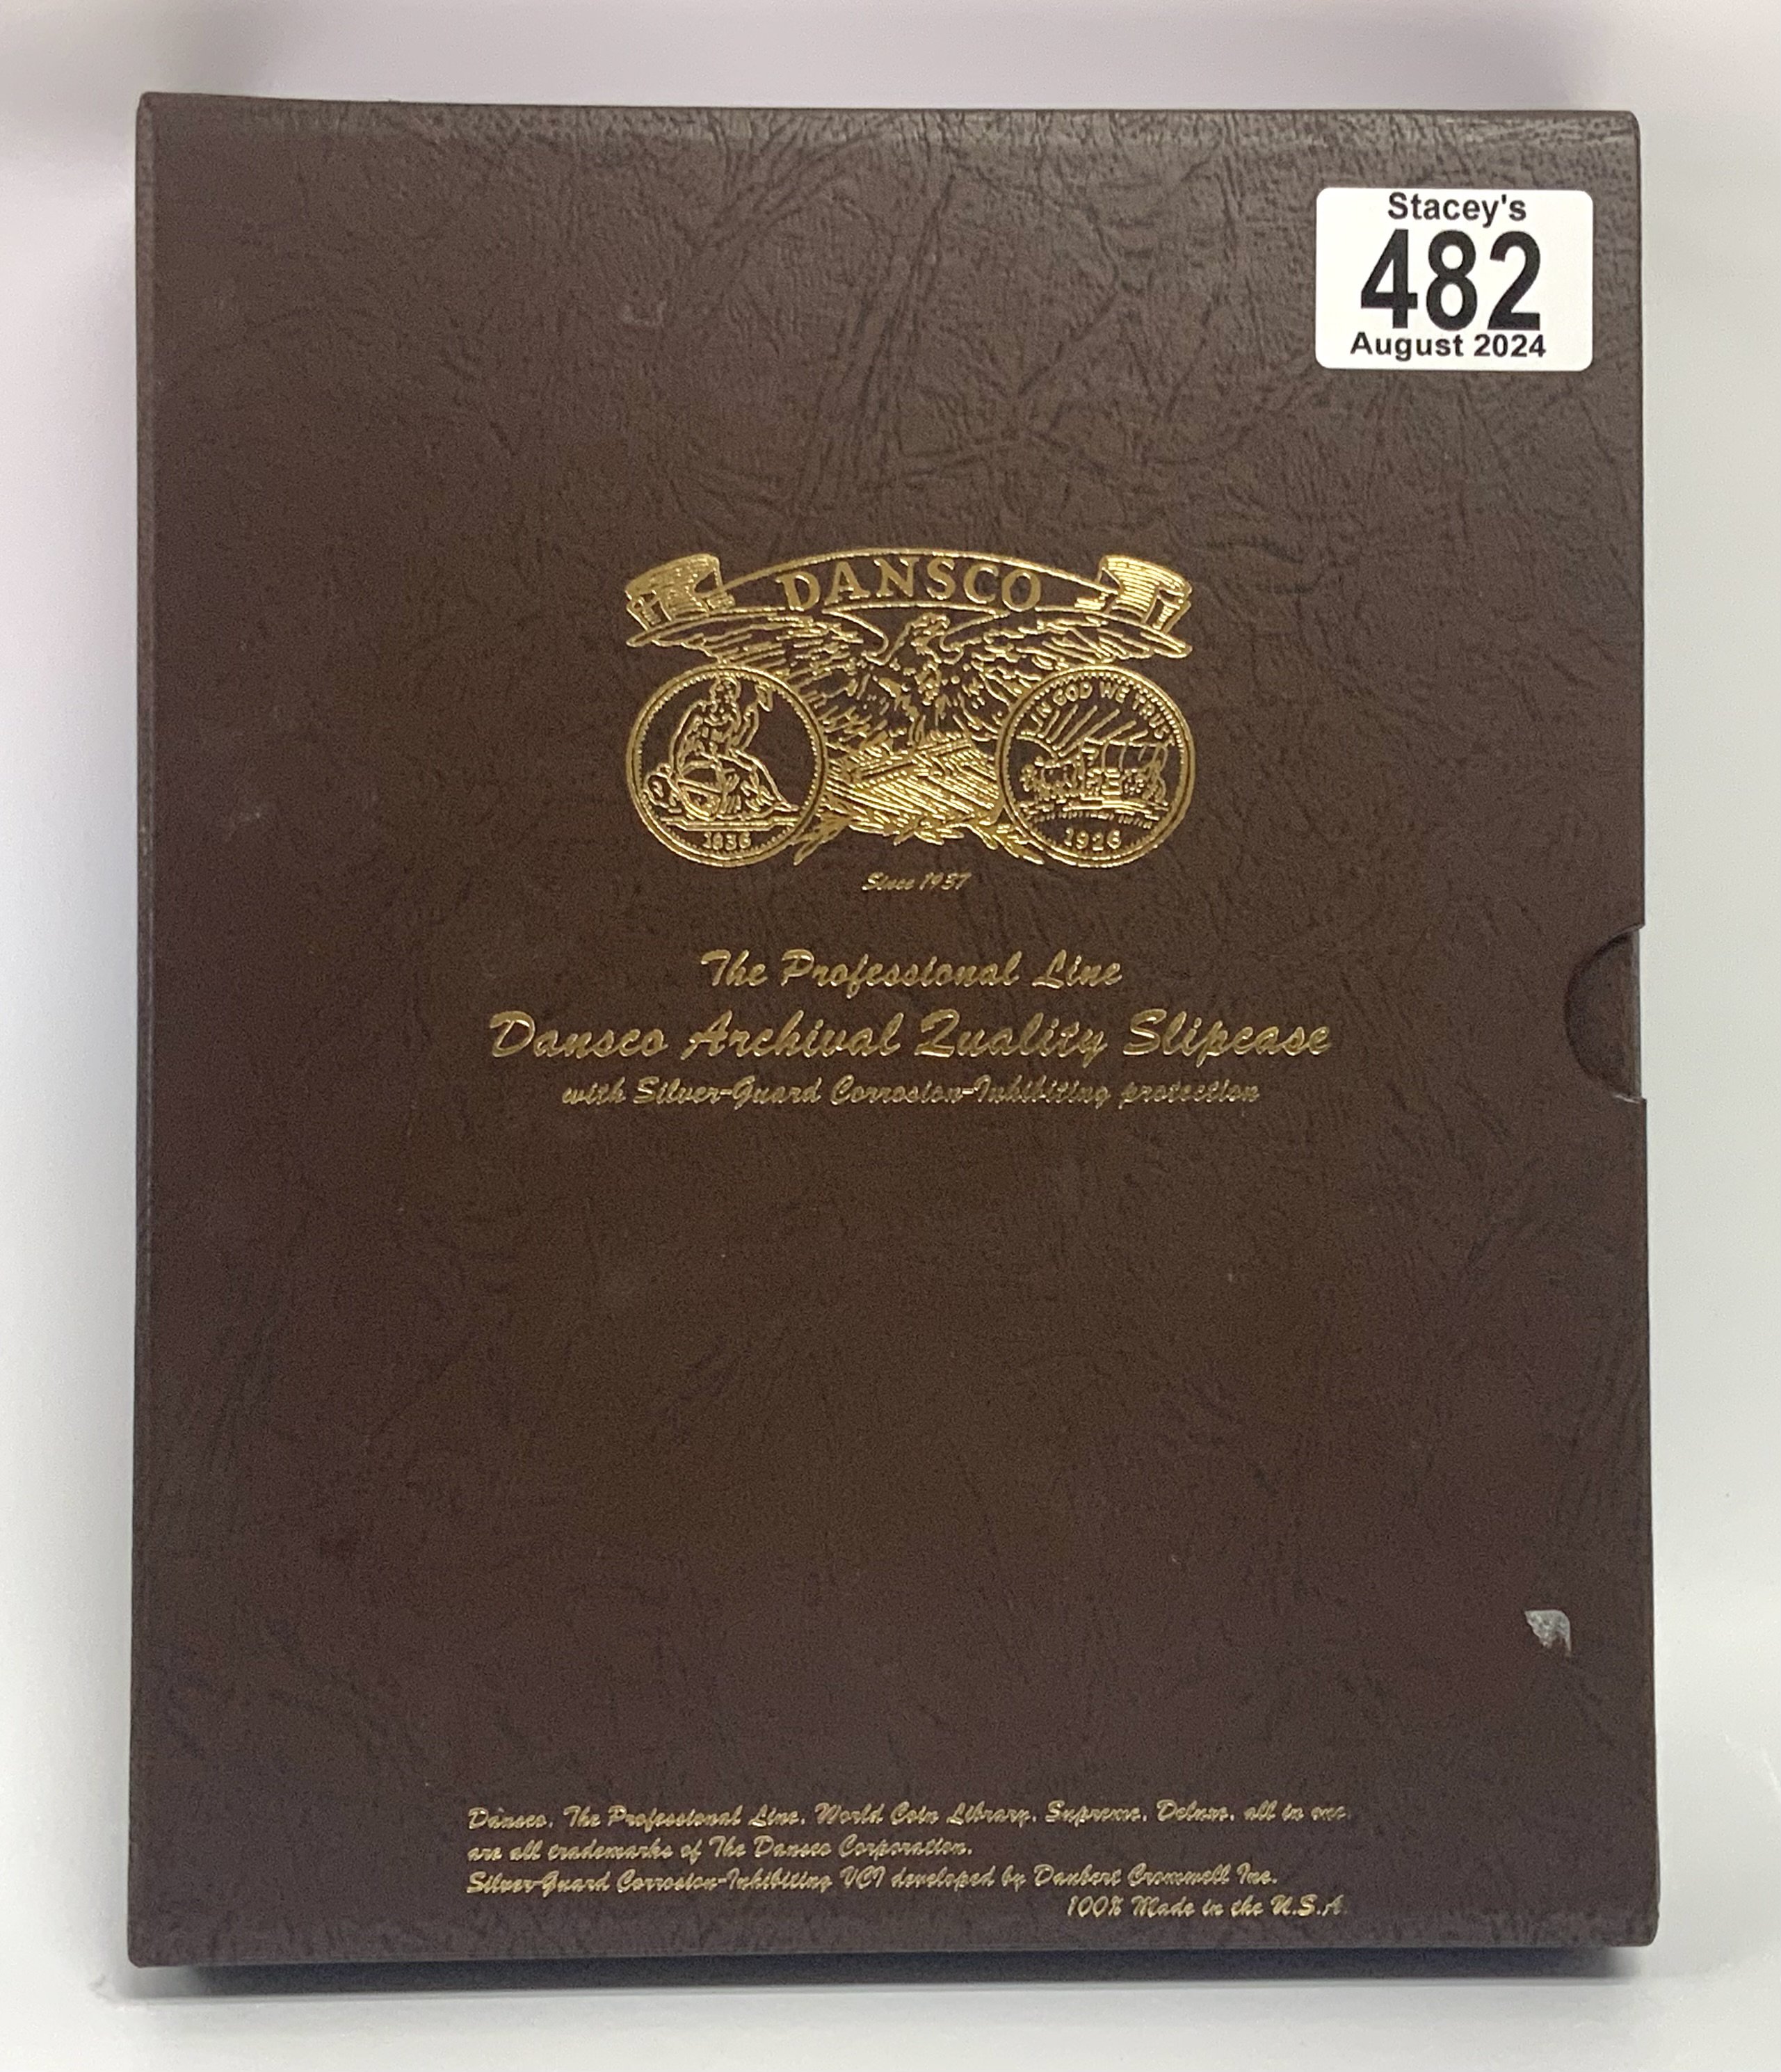 Stacey's
482
August 2024
DANSCO
IN GOD WE TRUST
1836
1926
Since 1937
The Professional Line
Dansco Archival Quality Slipcase
with Silver-Guard Corrosion-Inhibiting protection
Dansco, The Professional Line, World Coin Library, Supreme, Deluxe, all in one,
are all trademarks of The Dansco Corporation.
Silver-Guard Corrosion-Inhibiting VCI developed by Daubert Cromwell Inc.
100% Made in the U.S.A.